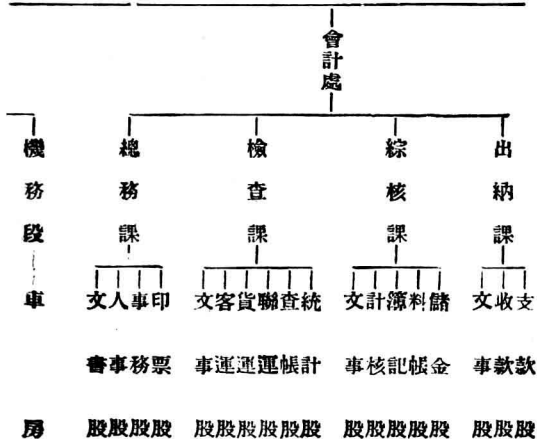 會計處
出納課
支款股
收款股
文事股
綜核課
儲金股
料帳股
簿記股
計核股
文事股
檢查課
統計股
查帳股
聯運股
貨運股
客運股
文事股
總務課
印票股
事務股
人事股
文書股
機務段
車房